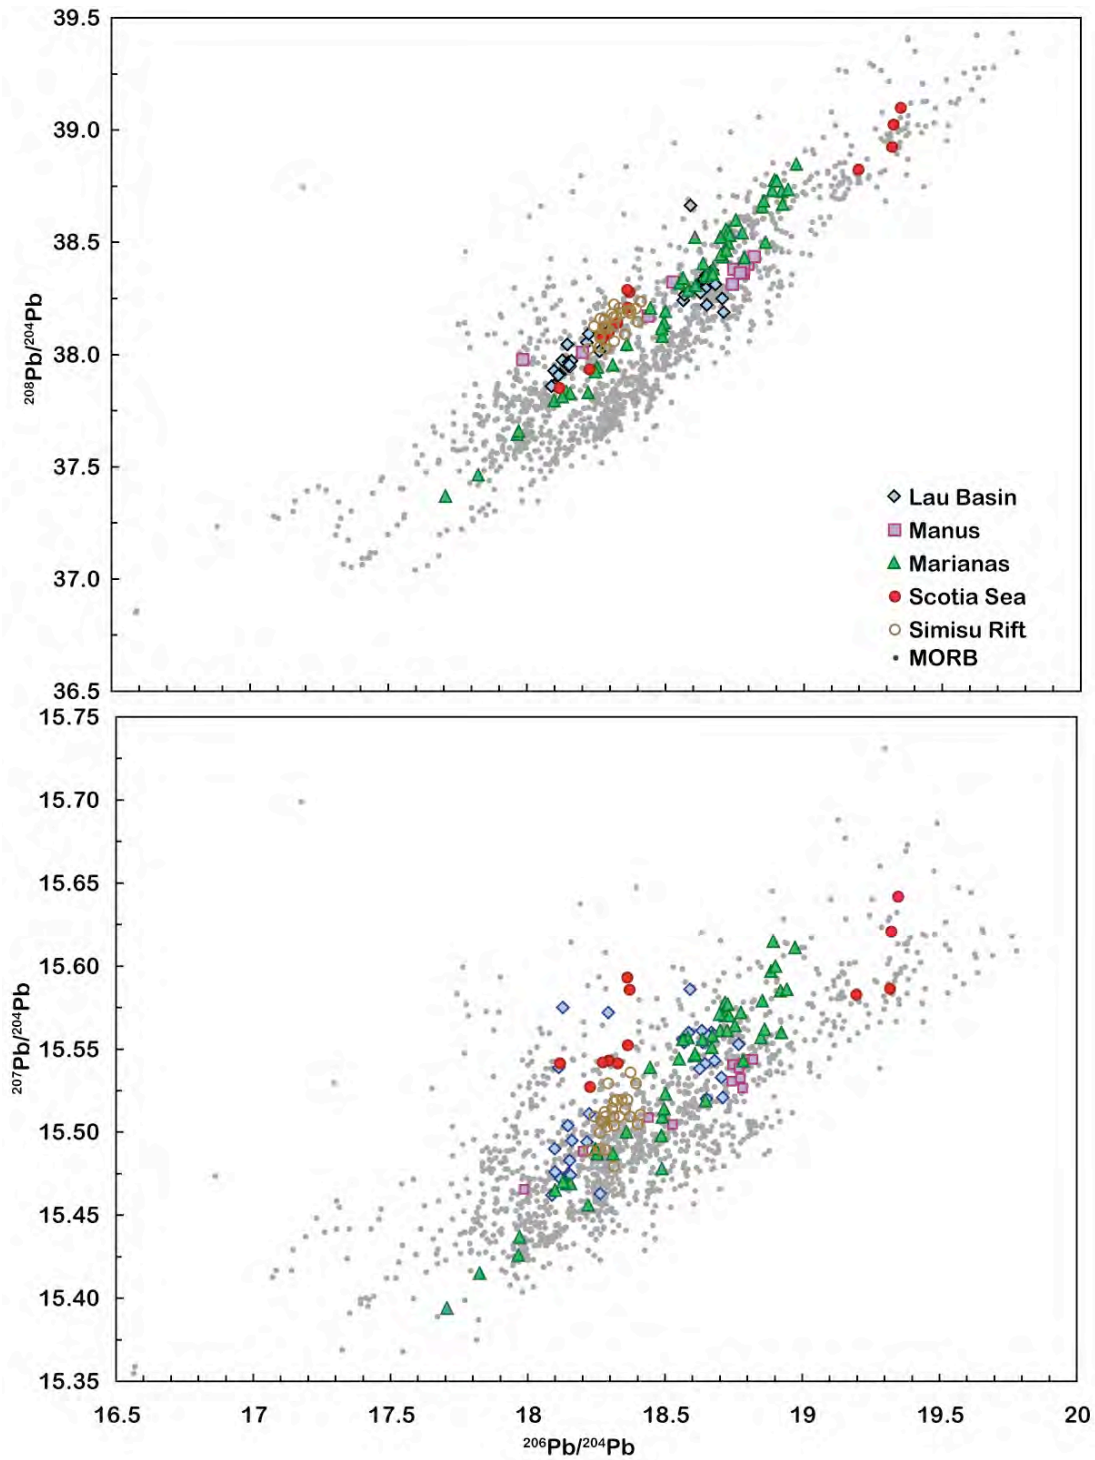 39.5
39.0
38.5
38.0
37.5
37.0
36.5
²⁰⁸Pb/²⁰⁴Pb
Lau Basin
Manus
Marianas
Scotia Sea
Simisu Rift
MORB
15.75
15.70
15.65
15.60
15.55
15.50
15.45
15.40
15.35
²⁰⁷Pb/²⁰⁴Pb
16.5 17 17.5 18 18.5 19 19.5 20
²⁰⁶Pb/²⁰⁴Pb